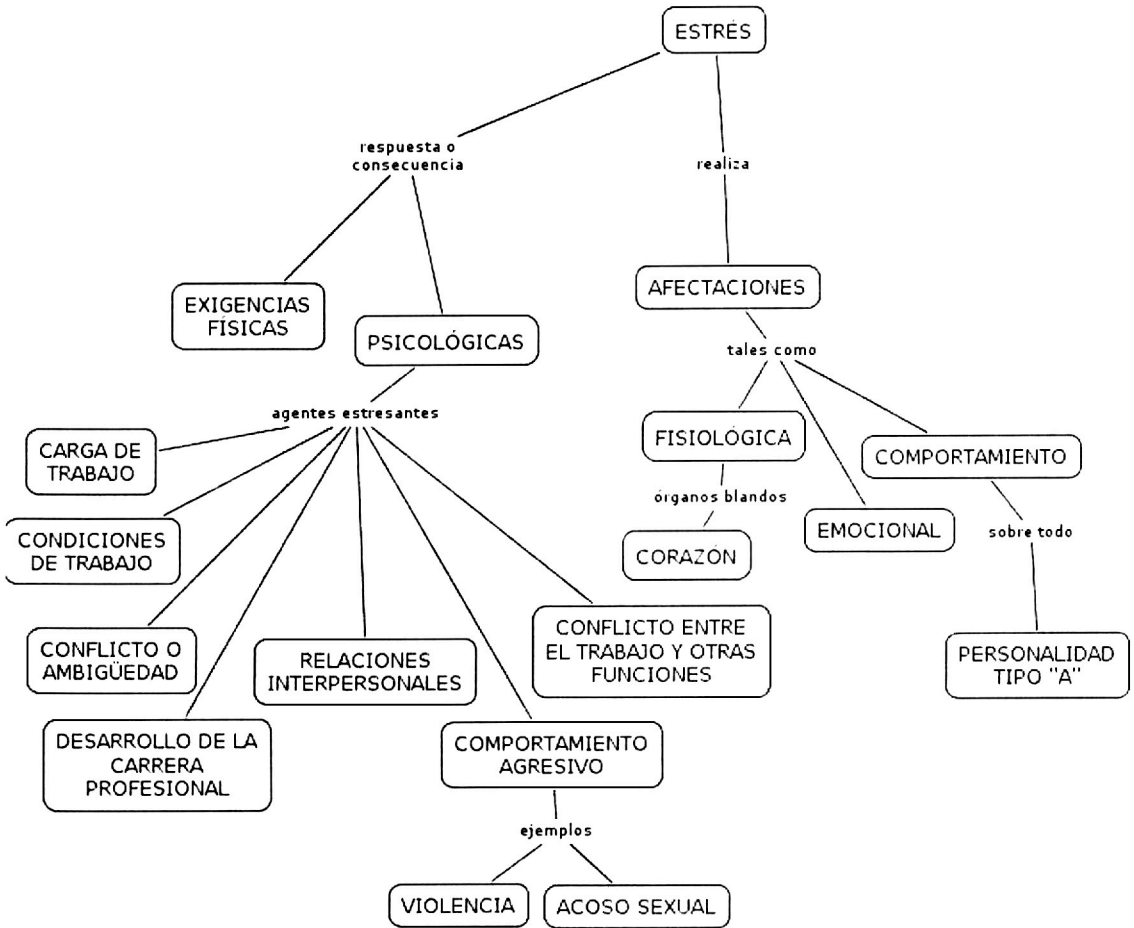 ESTRÉS
respuesta o
consecuencia
realiza
EXIGENCIAS
FÍSICAS
PSICOLÓGICAS
AFECTACIONES
agentes estresantes
tales como
CARGA DE
TRABAJO
CONDICIONES
DE TRABAJO
CONFLICTO O
AMBIGÜEDAD
DESARROLLO DE LA
CARRERA
PROFESIONAL
RELACIONES
INTERPERSONALES
COMPORTAMIENTO
AGRESIVO
CONFLICTO ENTRE
EL TRABAJO Y OTRAS
FUNCIONES
ejemplos
VIOLENCIA
ACOSO SEXUAL
FISIOLÓGICA
órganos blandos
CORAZÓN
EMOCIONAL
COMPORTAMIENTO
sobre todo
PERSONALIDAD
TIPO "A"